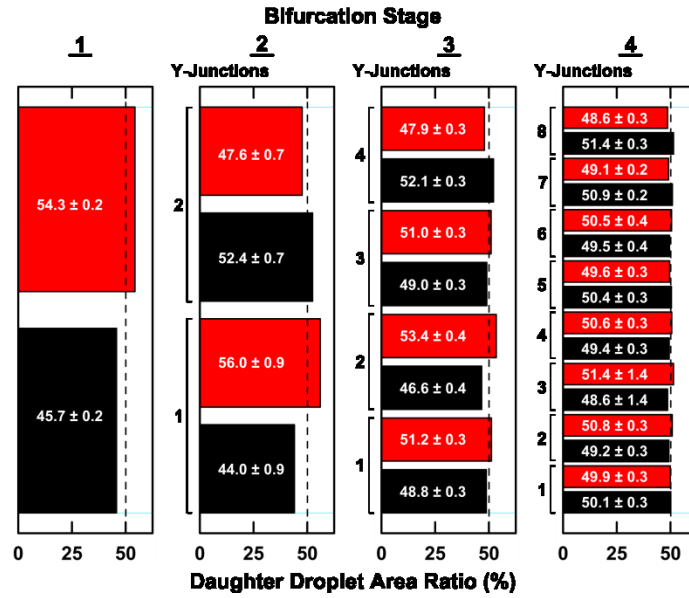 Bifurcation Stage
1
2
3
4
Y-Junctions
Y-Junctions
Y-Junctions
54.3 ± 0.2
45.7 ± 0.2
2
47.6 ± 0.7
52.4 ± 0.7
1
56.0 ± 0.9
44.0 ± 0.9
4
47.9 ± 0.3
52.1 ± 0.3
3
51.0 ± 0.3
49.0 ± 0.3
2
53.4 ± 0.4
46.6 ± 0.4
1
51.2 ± 0.3
48.8 ± 0.3
8
48.6 ± 0.3
51.4 ± 0.3
7
49.1 ± 0.2
50.9 ± 0.2
6
50.5 ± 0.4
49.5 ± 0.4
5
49.6 ± 0.3
50.4 ± 0.3
4
50.6 ± 0.3
49.4 ± 0.3
3
51.4 ± 1.4
48.6 ± 1.4
2
50.8 ± 0.3
49.2 ± 0.3
1
49.9 ± 0.3
50.1 ± 0.3
0 50
0 50
0 50
0 50
Daughter Droplet Area Ratio (%)